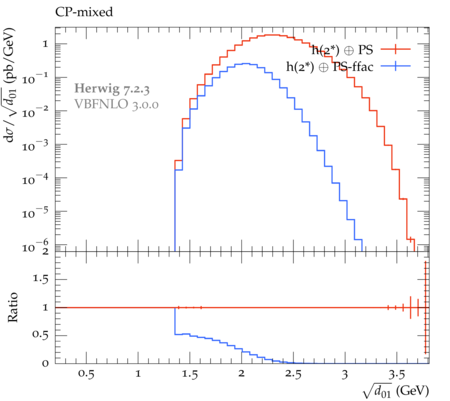 CP-mixed
h(2*) ⊕ PS
h(2*) ⊕ PS-ffac
Herwig 7.2.3
VBFNLO 3.0.0
dσ/√d₀₁ (pb/GeV)
1
10⁻¹
10⁻²
10⁻³
10⁻⁴
10⁻⁵
10⁻⁶
2
1.5
1
0.5
0
Ratio
0.5 1 1.5 2 2.5 3 3.5
√d₀₁ (GeV)